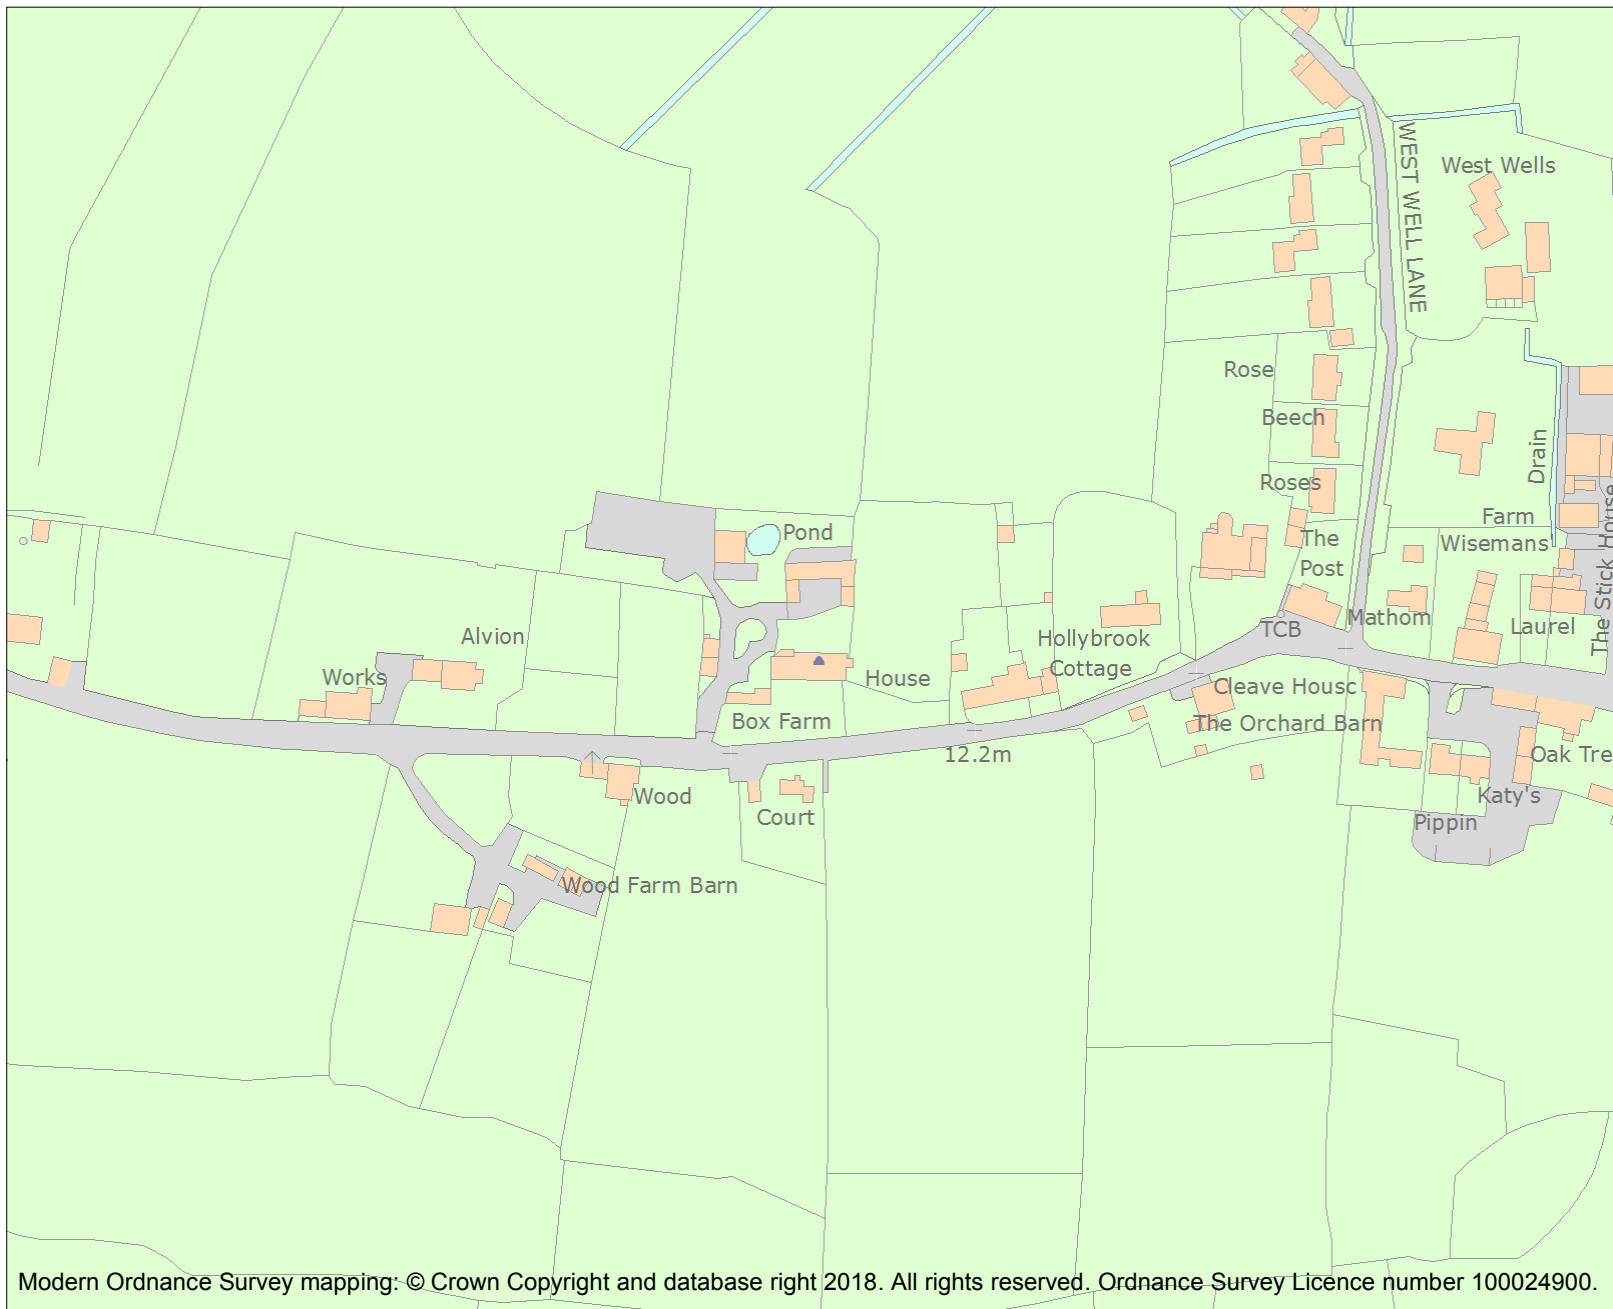 WEST WELL LANE
West Wells
Rose
Beech
Drain
Roses
Farm
Pond
The
Post
Wisemans
The Stick House
Mathom
Laurel
TCB
Alvion
Hollybrook
Cottage
Works
House
Cleave Housc
Box Farm
The Orchard Barn
12.2m
Oak Tre
Wood
Katy's
Court
Pippin
Wood Farm Barn
Modern Ordnance Survey mapping: © Crown Copyright and database right 2018. All rights reserved. Ordnance Survey Licence number 100024900.